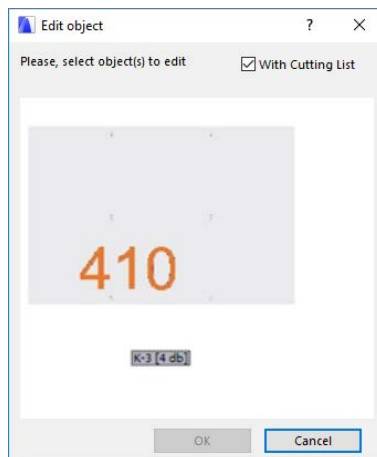 Edit object
Please, select object(s) to edit
With Cutting List
410
K-3 [4 db]
OK
Cancel